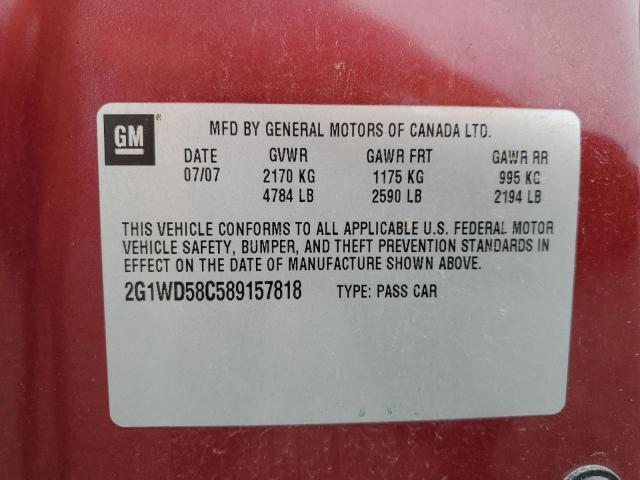 GM ®
MFD BY GENERAL MOTORS OF CANADA LTD.
DATE GVWR GAWR FRT GAWR RR
07/07 2170 KG 1175 KG 995 KG
4784 LB 2590 LB 2194 LB
THIS VEHICLE CONFORMS TO ALL APPLICABLE U.S. FEDERAL MOTOR
VEHICLE SAFETY, BUMPER, AND THEFT PREVENTION STANDARDS IN
EFFECT ON THE DATE OF MANUFACTURE SHOWN ABOVE.
2G1WD58C589157818 TYPE: PASS CAR